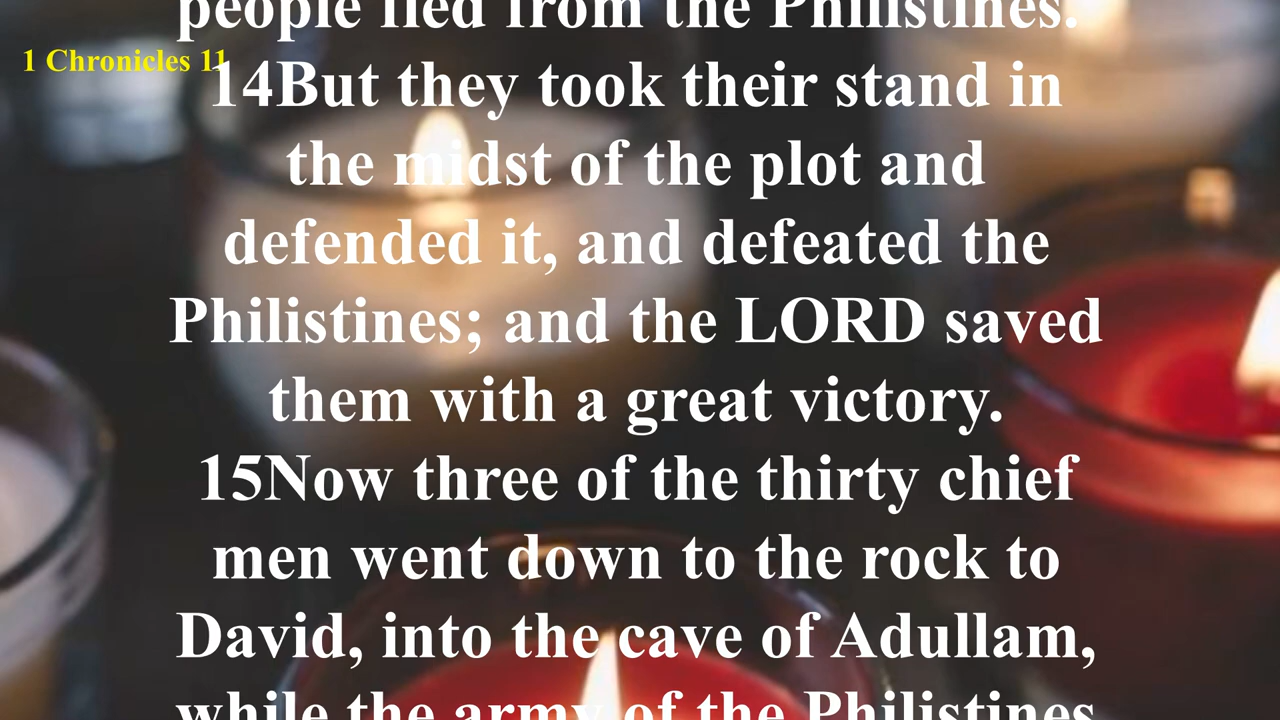 people fled from the Philistines.
1 Chronicles 11
14But they took their stand in
the midst of the plot and
defended it, and defeated the
Philistines; and the LORD saved
them with a great victory.
15Now three of the thirty chief
men went down to the rock to
David, into the cave of Adullam,
while the army of the Philistines